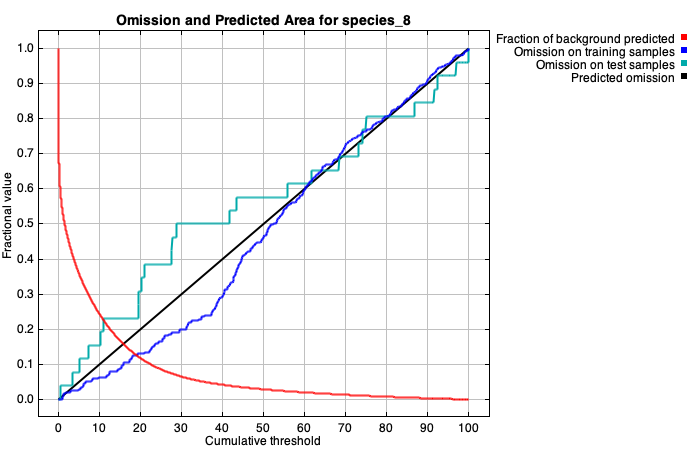 Omission and Predicted Area for species_8
Fraction of background predicted
Omission on training samples
Omission on test samples
Predicted omission
Fractional value
1.0
0.9
0.8
0.7
0.6
0.5
0.4
0.3
0.2
0.1
0.0
0 10 20 30 40 50 60 70 80 90 100
Cumulative threshold